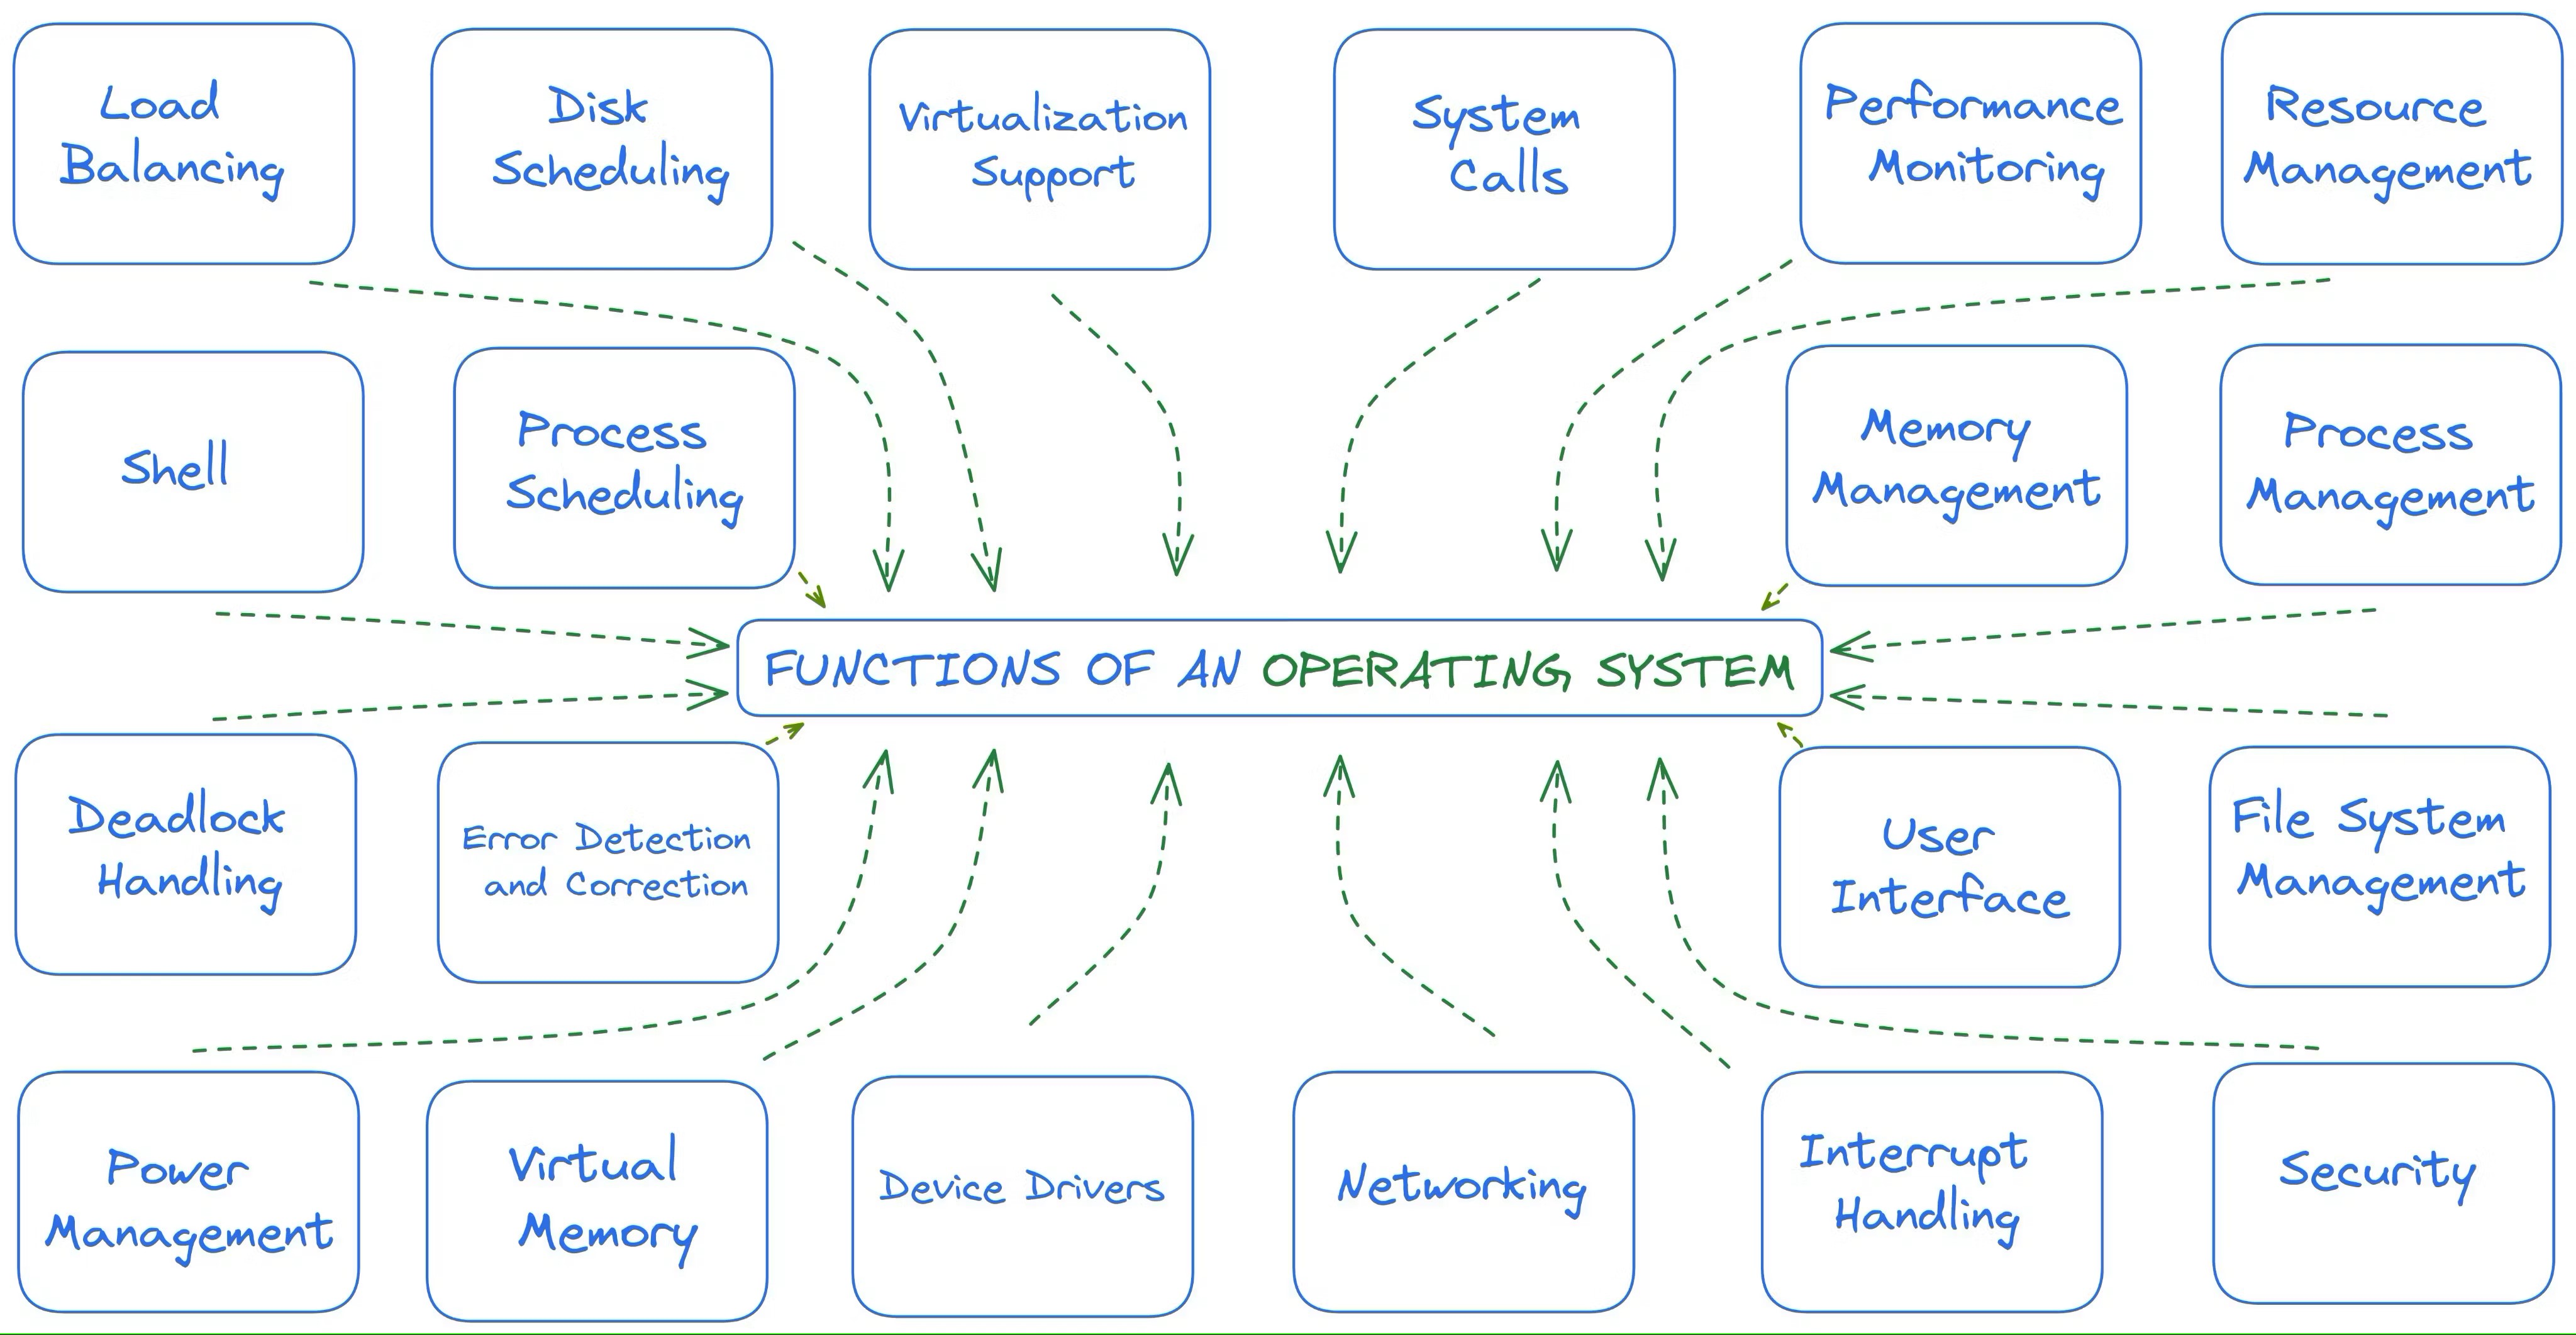 Load
Balancing
Disk
Scheduling
Virtualization
Support
System
Calls
Performance
Monitoring
Resource
Management
Shell
Process
Scheduling
Memory
Management
Process
Management
FUNCTIONS OF AN OPERATING SYSTEM
Deadlock
Handling
Error Detection
and Correction
User
Interface
File System
Management
Power
Management
Virtual
Memory
Device Drivers
Networking
Interrupt
Handling
Security